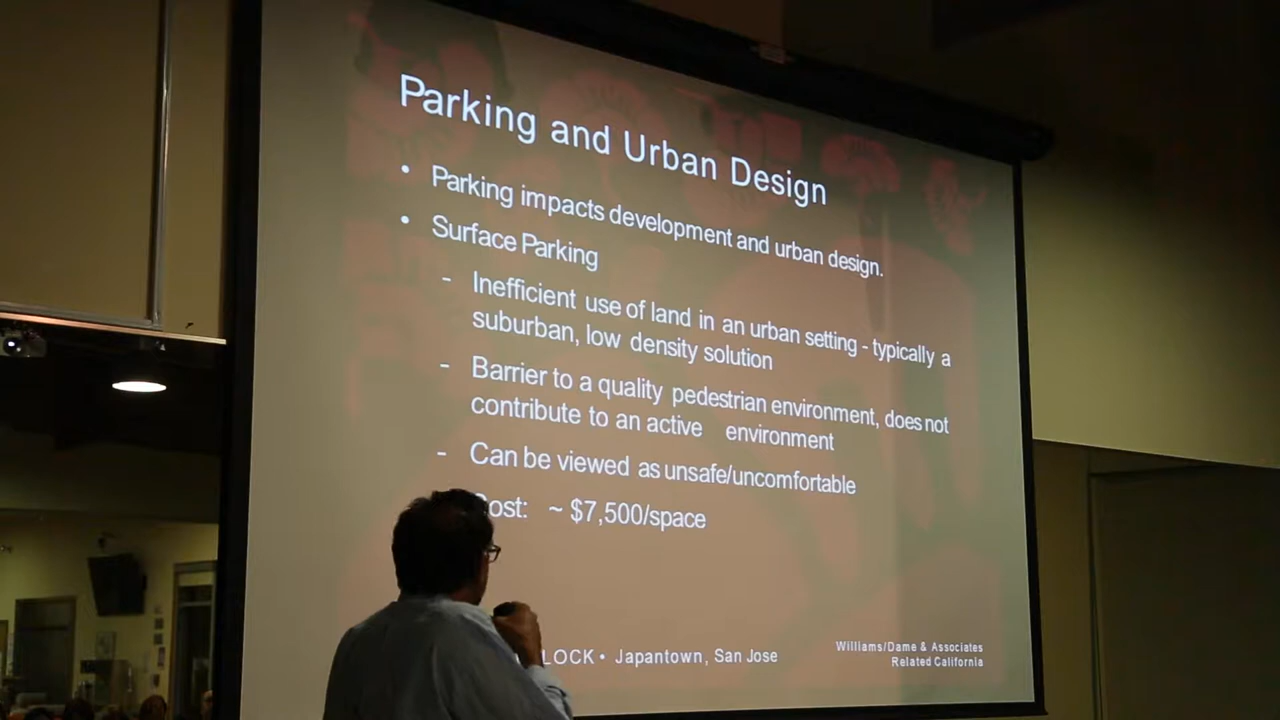 Parking and Urban Design
• Parking impacts development and urban design.
• Surface Parking
- Inefficient use of land in an urban setting - typically a
suburban, low density solution
- Barrier to a quality pedestrian environment, does not
contribute to an active environment
- Can be viewed as unsafe/uncomfortable
Cost: ~ $7,500/space
LOCK • Japantown, San Jose
Williams/Dame & Associates
Related California